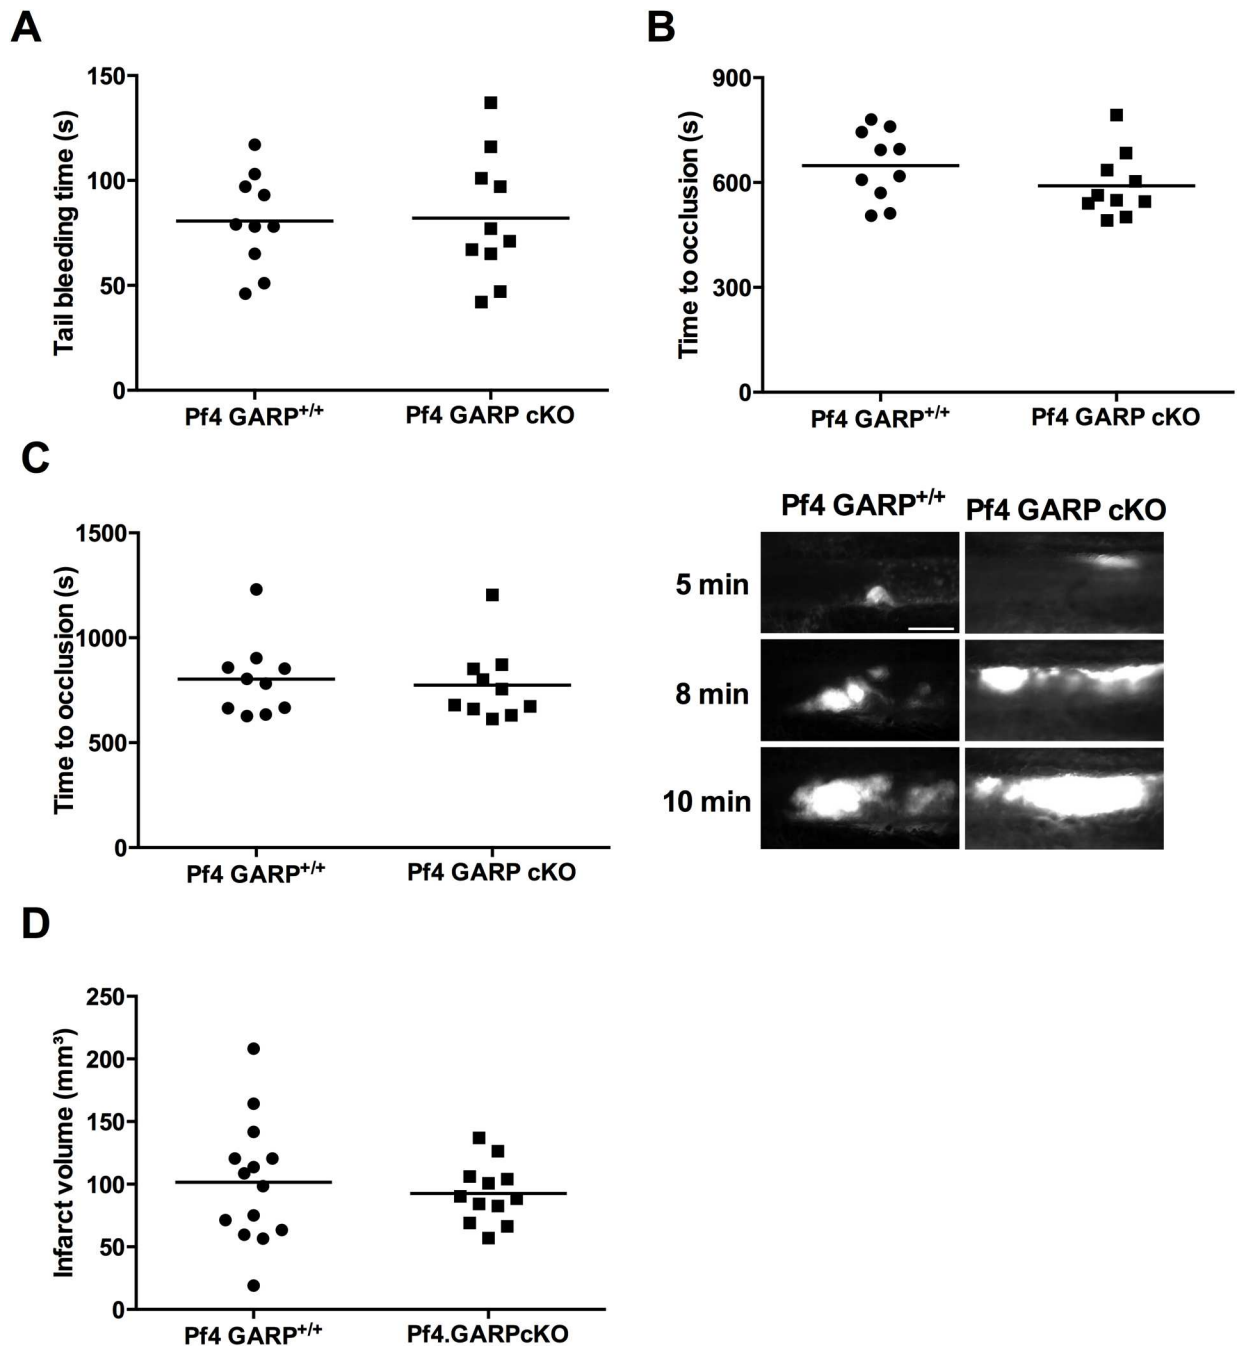 A
Tail bleeding time (s)
150
100
50
0
Pf4 GARP+/+
Pf4 GARP cKO
B
Time to occlusion (s)
900
600
300
0
Pf4 GARP+/+
Pf4 GARP cKO
C
Time to occlusion (s)
1500
1000
500
0
Pf4 GARP+/+
Pf4 GARP cKO
Pf4 GARP+/+
Pf4 GARP cKO
5 min
8 min
10 min
D
Infarct volume (mm³)
250
200
150
100
50
0
Pf4 GARP+/+
Pf4.GARPcKO